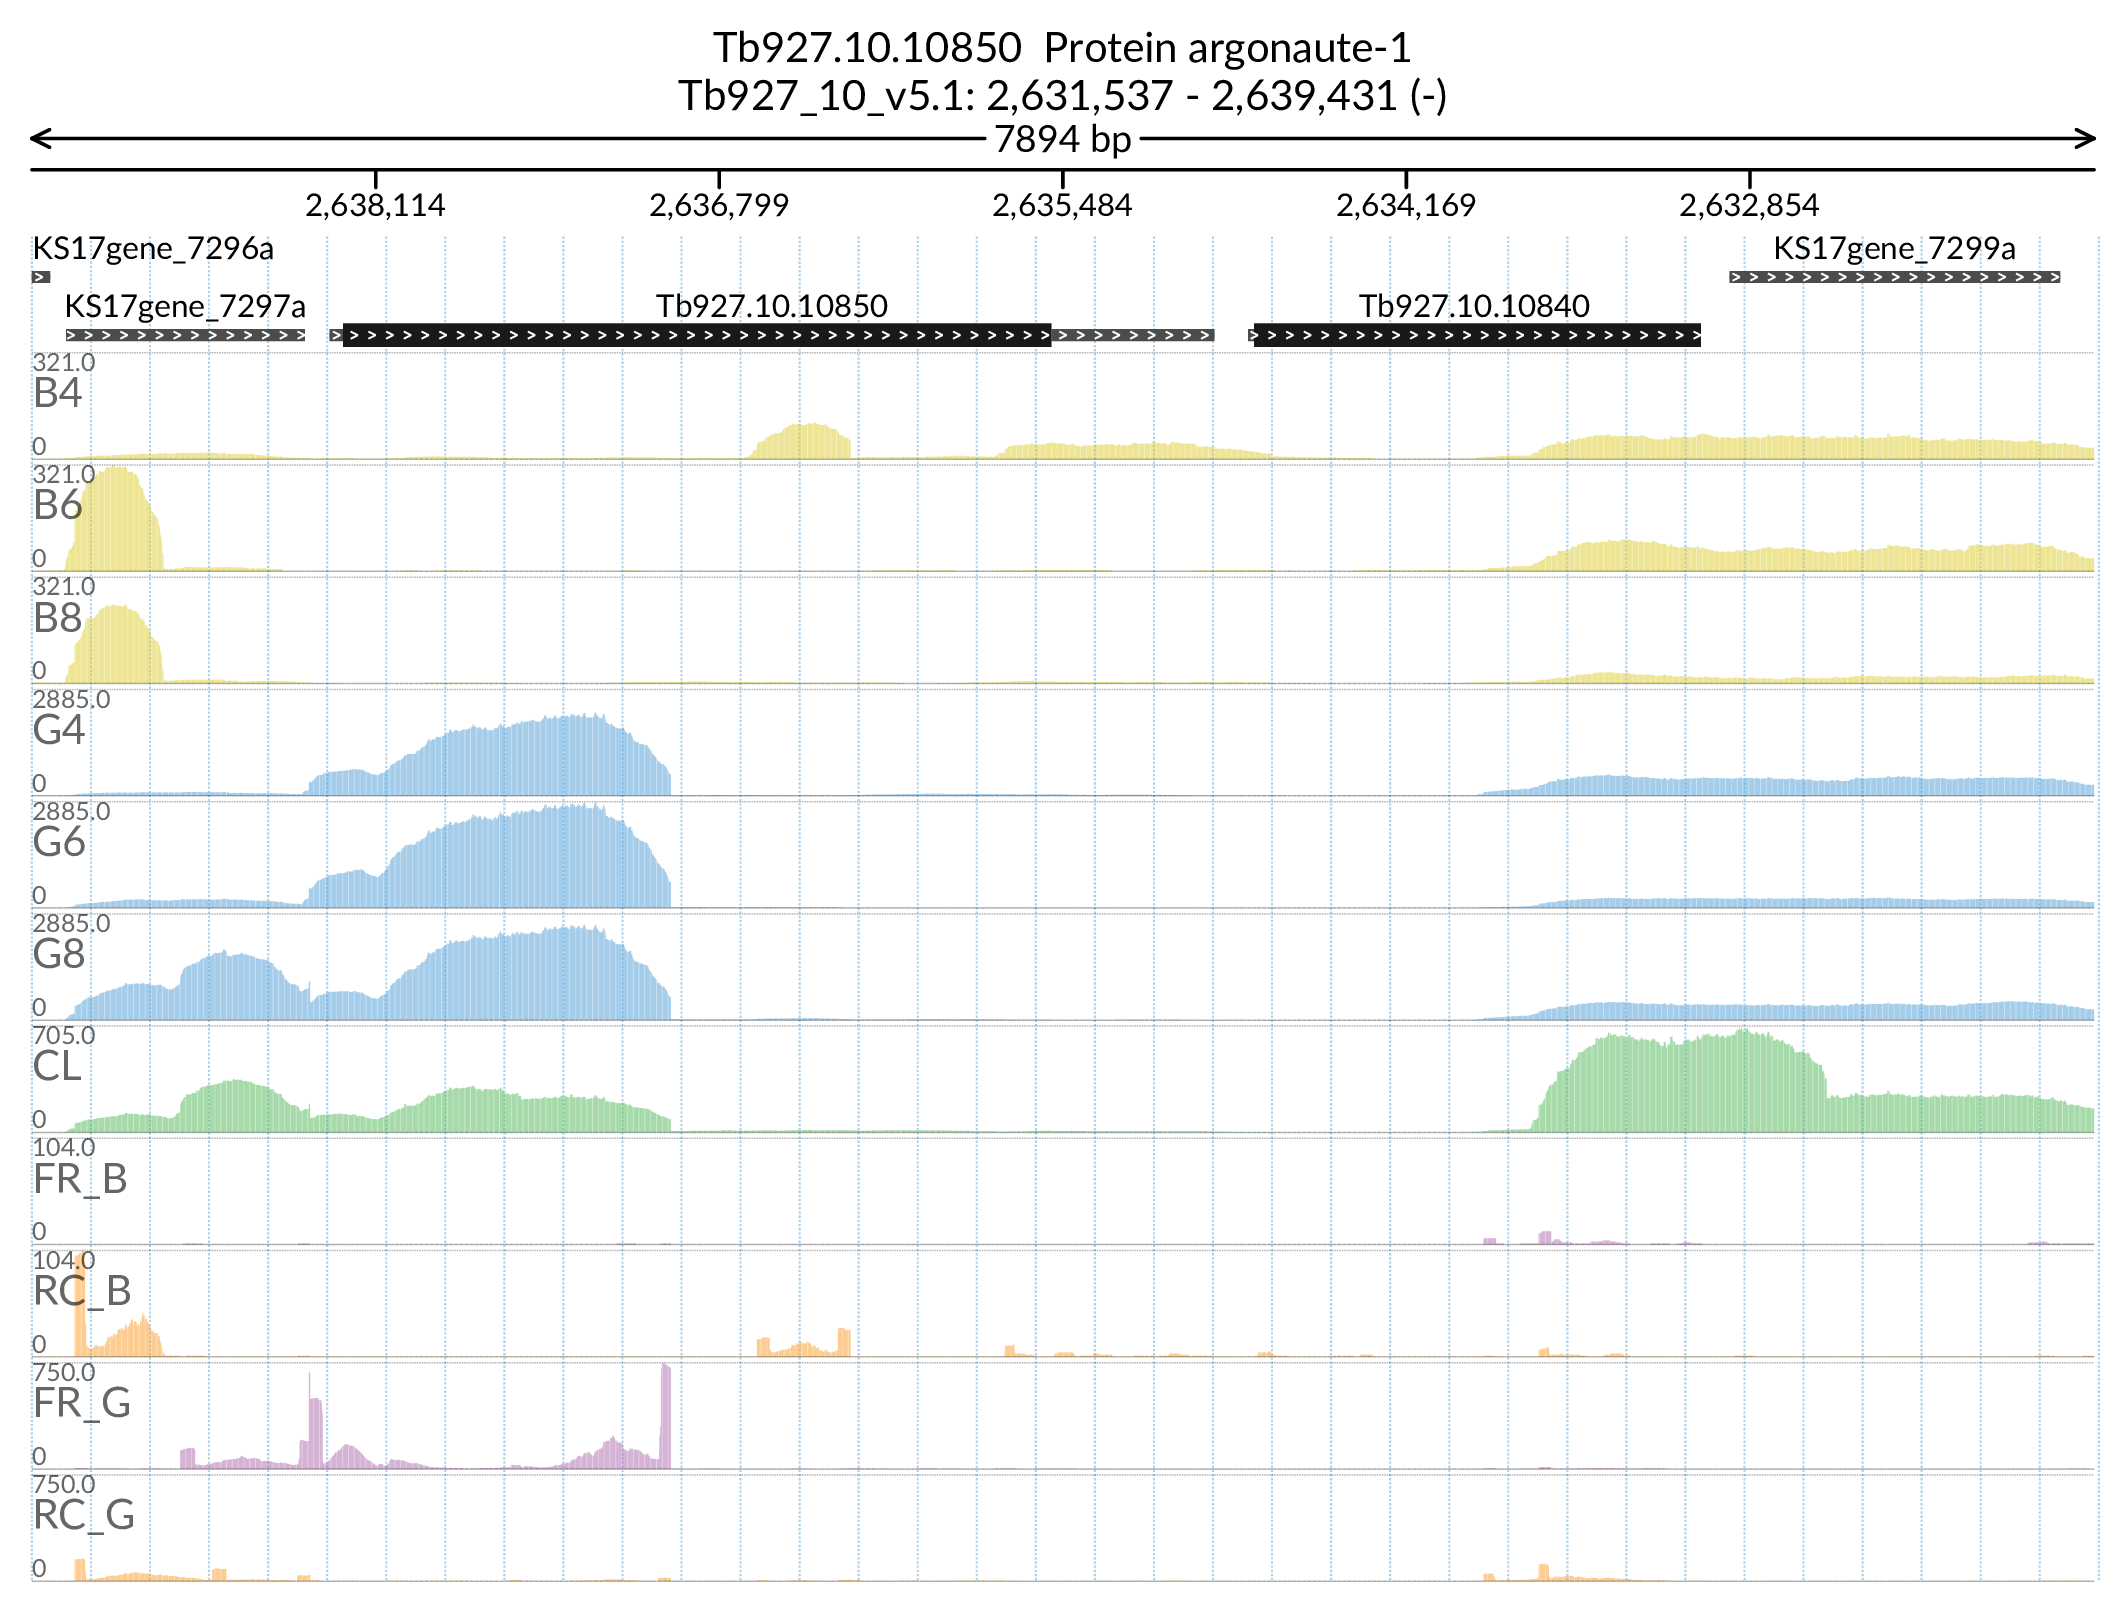 Tb927.10.10850 Protein argonaute-1
Tb927_10_v5.1: 2,631,537 - 2,639,431 (-)
7894 bp
2,638,114 2,636,799 2,635,484 2,634,169 2,632,854
KS17gene_7296a KS17gene_7299a
KS17gene_7297a Tb927.10.10850 Tb927.10.10840
321.0
B4
0
321.0
B6
0
321.0
B8
0
2885.0
G4
0
2885.0
G6
0
2885.0
G8
0
705.0
CL
0
104.0
FR_B
0
104.0
RC_B
0
750.0
FR_G
0
750.0
RC_G
0